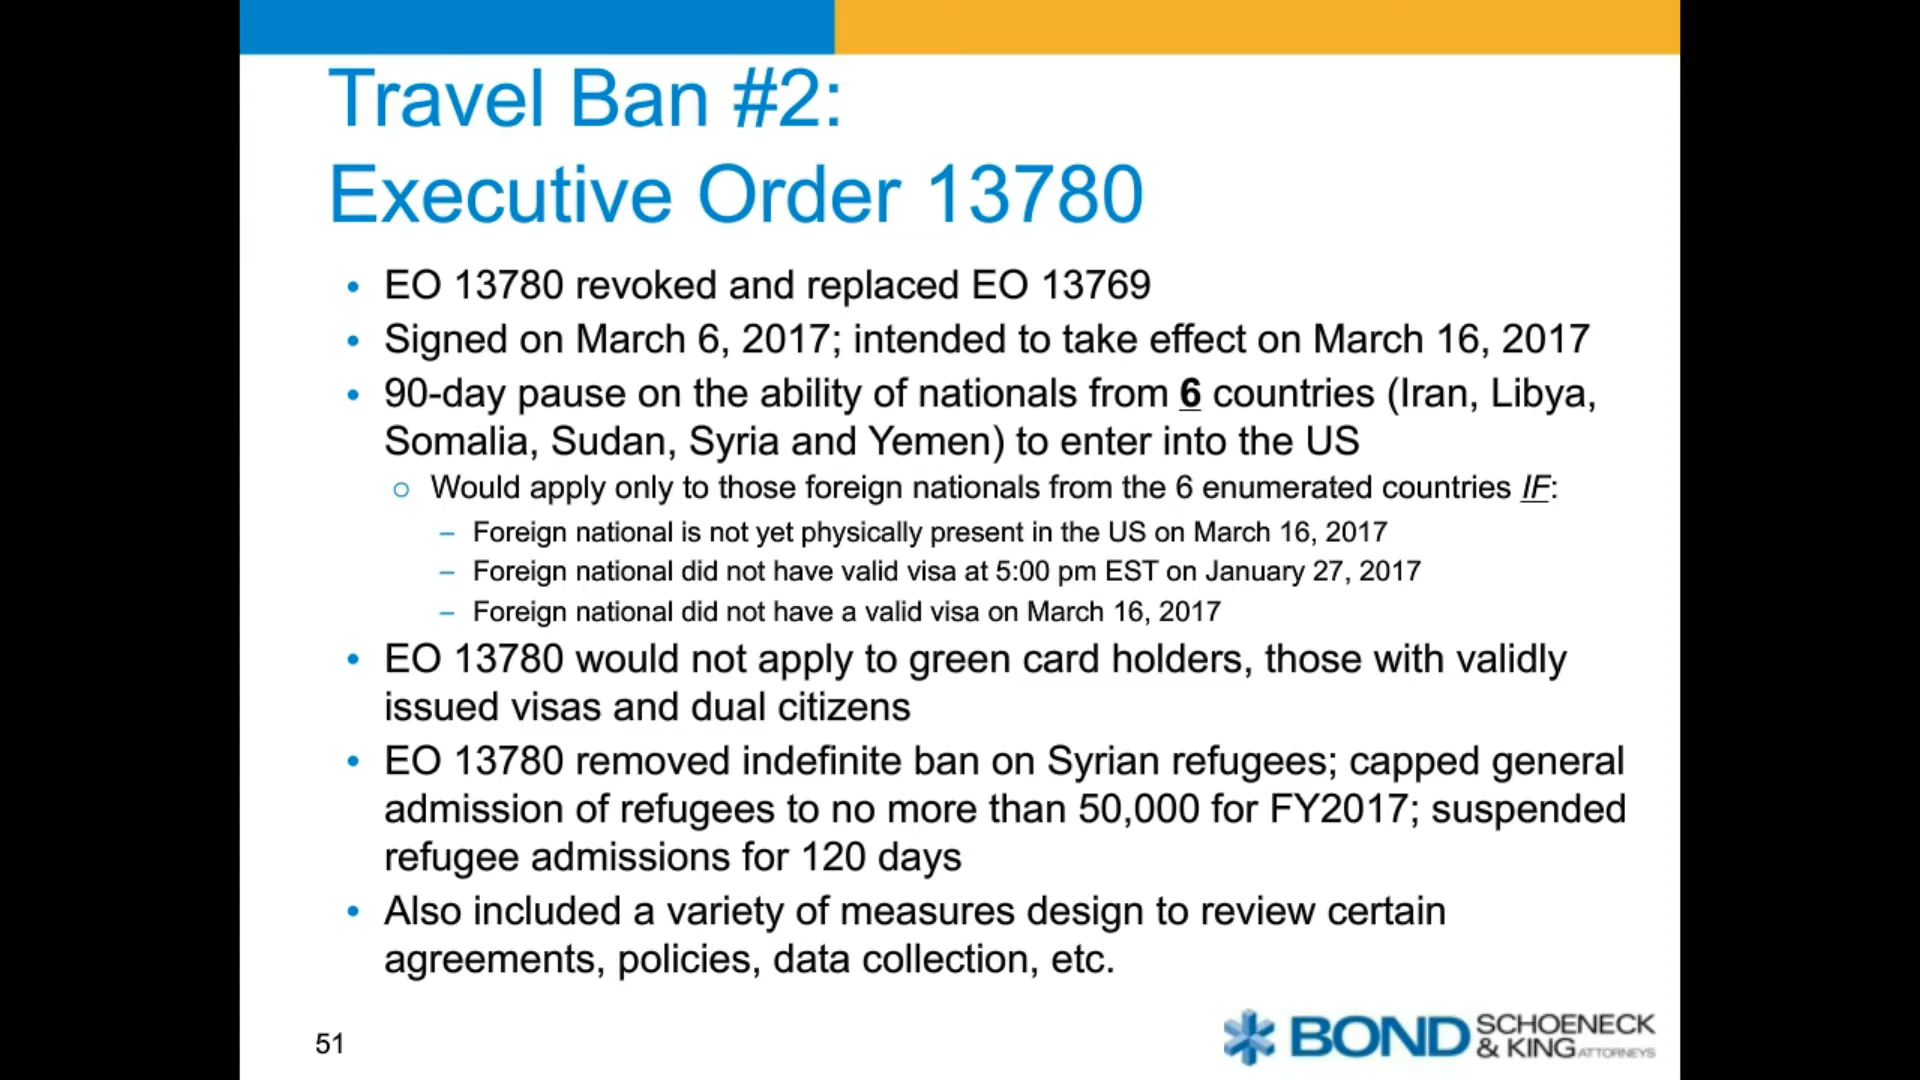 Travel Ban #2:
Executive Order 13780
• EO 13780 revoked and replaced EO 13769
• Signed on March 6, 2017; intended to take effect on March 16, 2017
• 90-day pause on the ability of nationals from 6 countries (Iran, Libya,
Somalia, Sudan, Syria and Yemen) to enter into the US
○ Would apply only to those foreign nationals from the 6 enumerated countries IF:
– Foreign national is not yet physically present in the US on March 16, 2017
– Foreign national did not have valid visa at 5:00 pm EST on January 27, 2017
– Foreign national did not have a valid visa on March 16, 2017
• EO 13780 would not apply to green card holders, those with validly
issued visas and dual citizens
• EO 13780 removed indefinite ban on Syrian refugees; capped general
admission of refugees to no more than 50,000 for FY2017; suspended
refugee admissions for 120 days
• Also included a variety of measures design to review certain
agreements, policies, data collection, etc.
51
BOND SCHOENECK
& KING ATTORNEYS